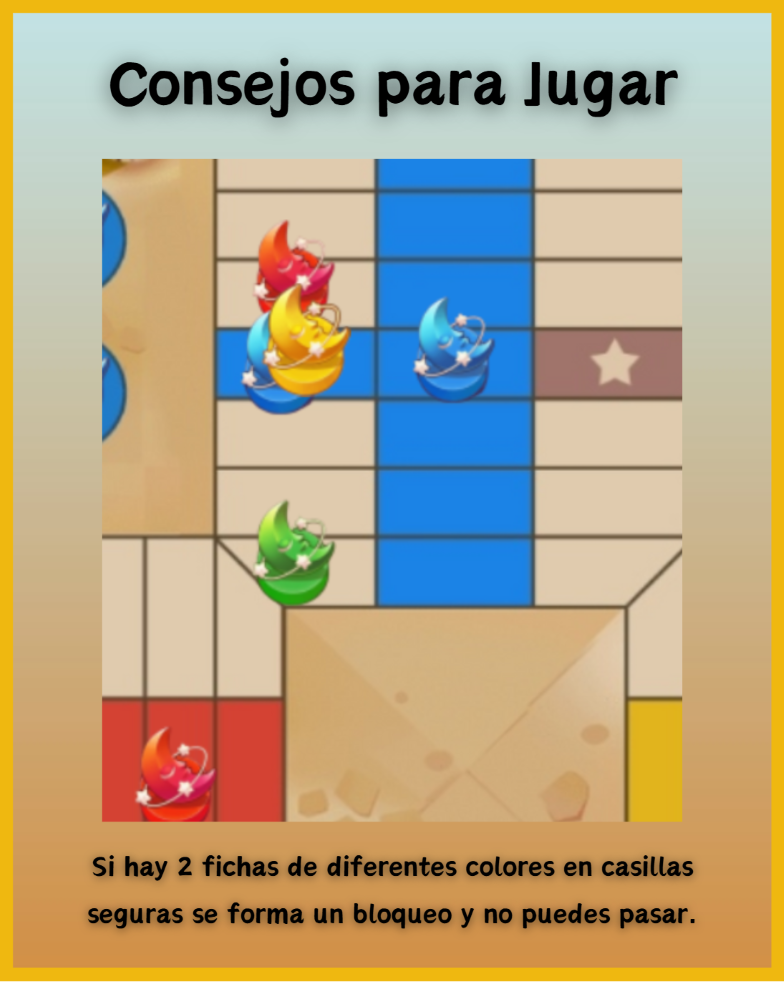 Consejos para Jugar
Si hay 2 fichas de diferentes colores en casillas
seguras se forma un bloqueo y no puedes pasar.